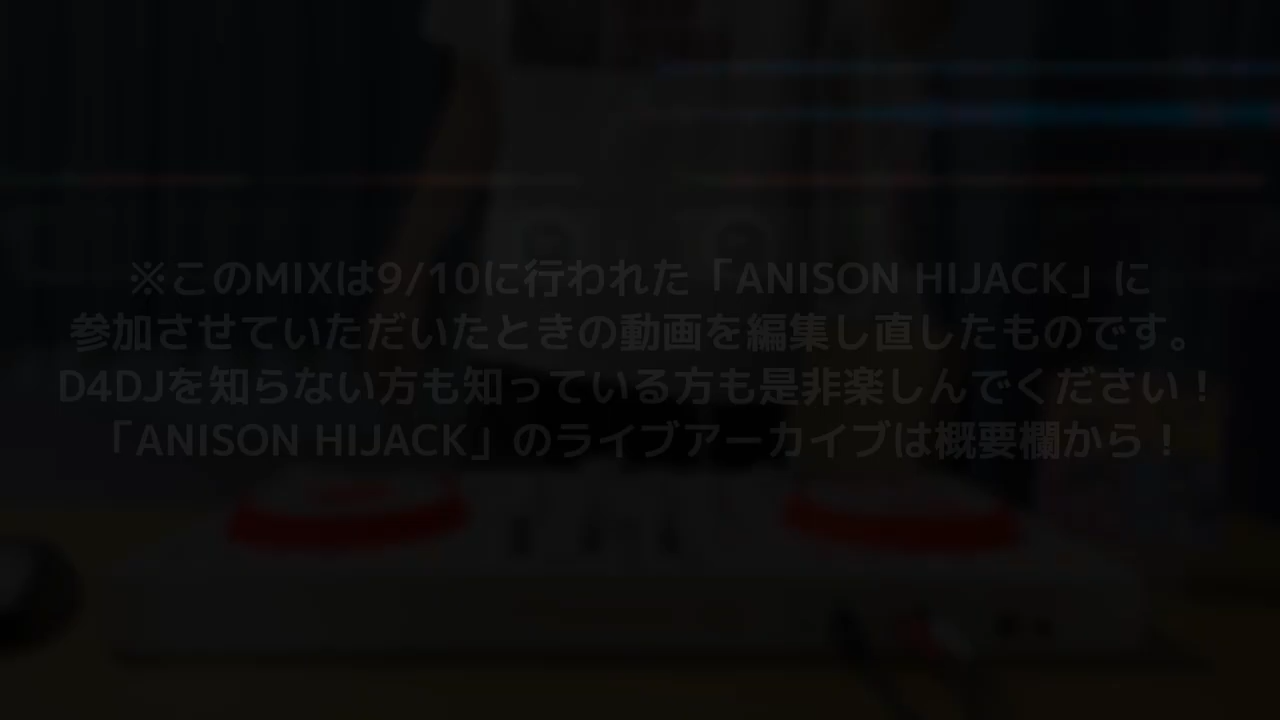 ※このMIXは9/10に行われた「ANISON HIJACK」に
参加させていただいたときの動画を編集し直したものです。
D4DJを知らない方も知っている方も是非楽しんでください！
「ANISON HIJACK」のライブアーカイブは概要欄から！